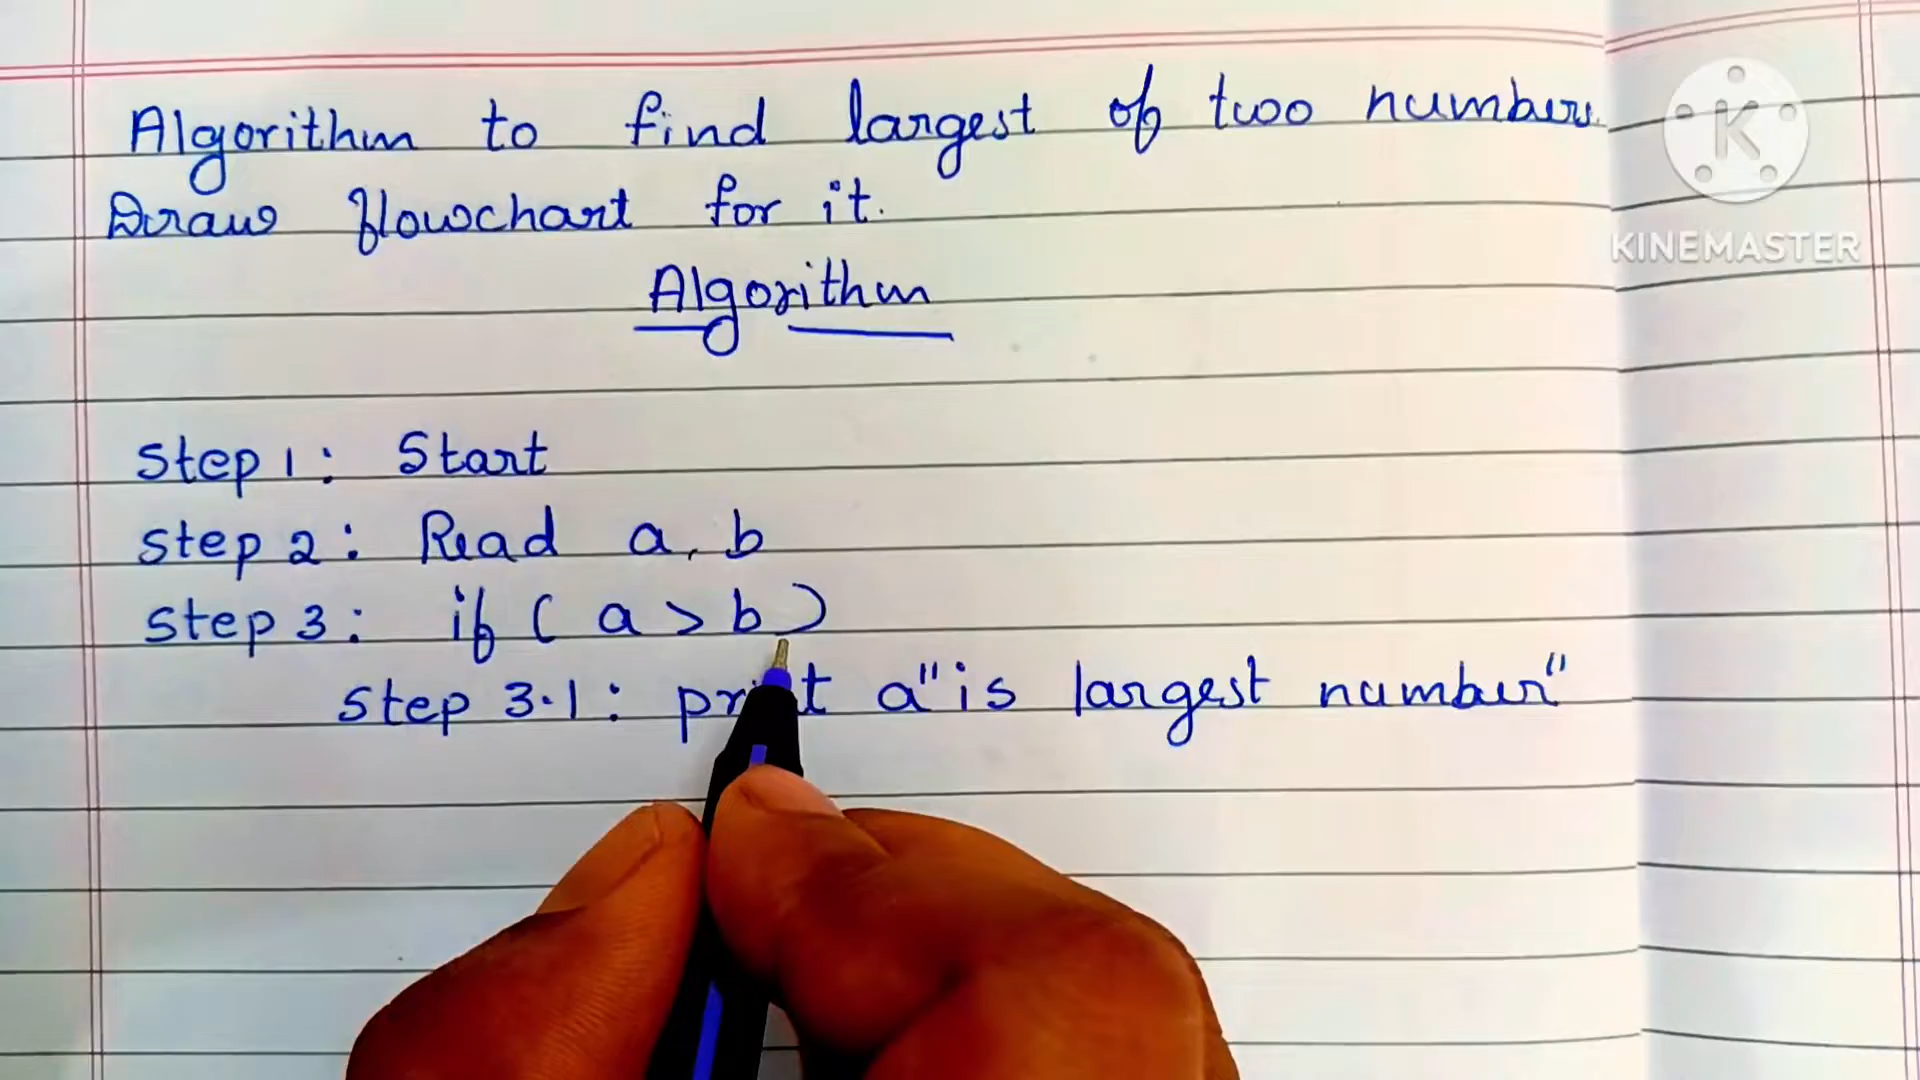 Algorithm to find largest of two numbers.
Draw flowchart for it.
Algorithm
Step 1: Start
Step 2: Read a, b
Step 3: if ( a > b )
Step 3.1: print a "is largest number"
K
KINEMASTER